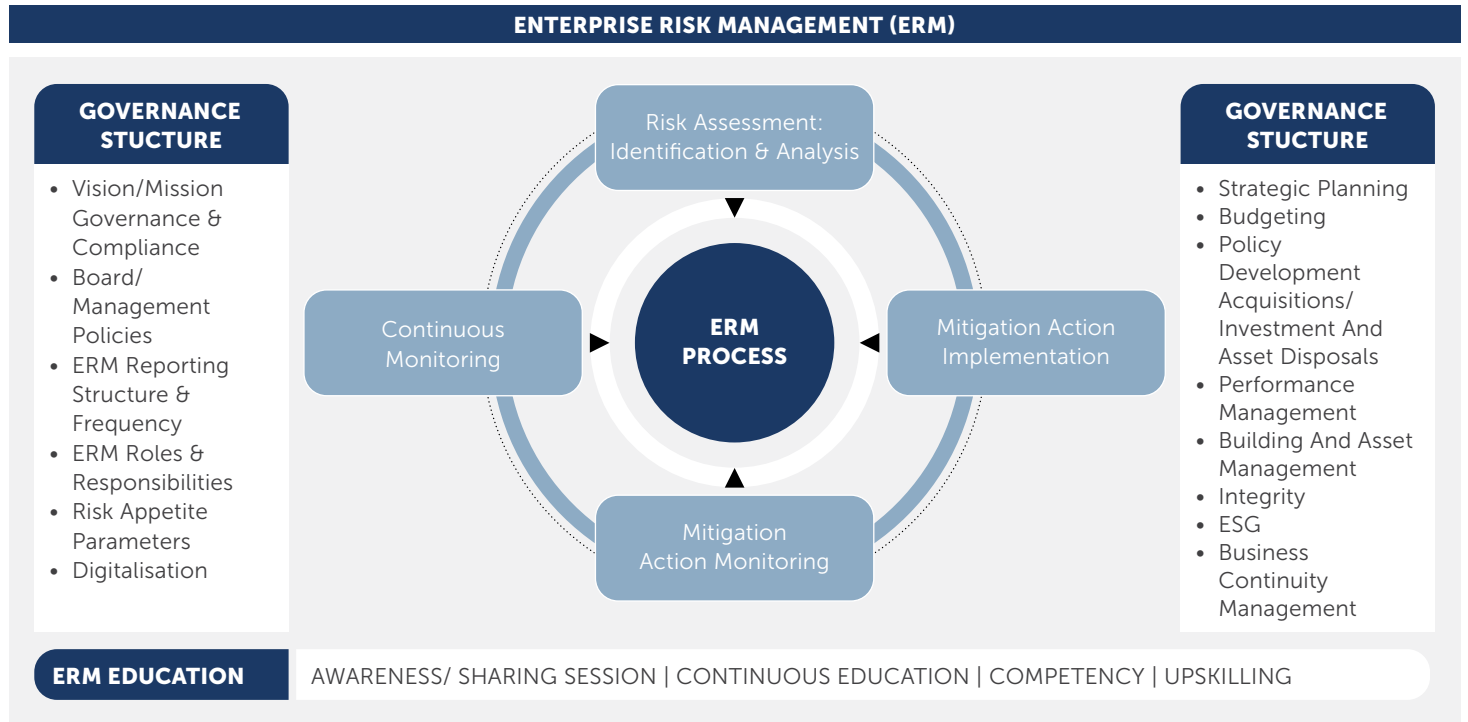 ENTERPRISE RISK MANAGEMENT (ERM)
GOVERNANCE
STUCTURE
• Vision/Mission
Governance &
Compliance
• Board/
Management
Policies
• ERM Reporting
Structure &
Frequency
• ERM Roles &
Responsibilities
• Risk Appetite
Parameters
• Digitalisation
Risk Assessment:
Identification & Analysis
Continuous
Monitoring
ERM
PROCESS
Mitigation Action
Implementation
Mitigation
Action Monitoring
GOVERNANCE
STUCTURE
• Strategic Planning
• Budgeting
• Policy
Development
Acquisitions/
Investment And
Asset Disposals
• Performance
Management
• Building And Asset
Management
• Integrity
• ESG
• Business
Continuity
Management
ERM EDUCATION
AWARENESS/ SHARING SESSION | CONTINUOUS EDUCATION | COMPETENCY | UPSKILLING